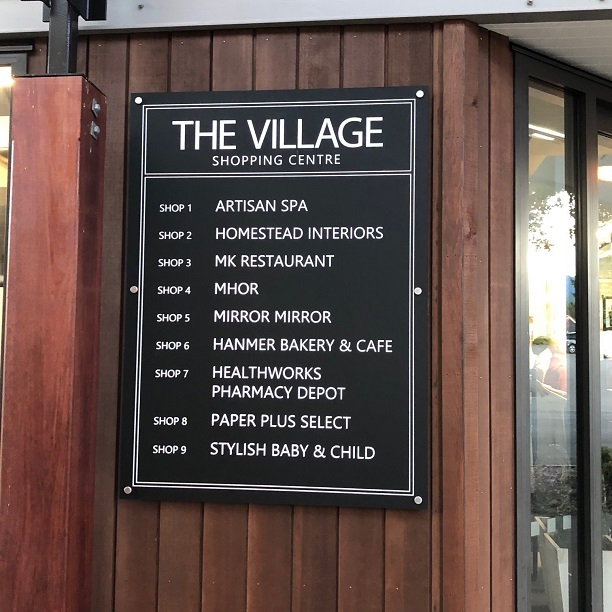 THE VILLAGE
SHOPPING CENTRE
SHOP 1 ARTISAN SPA
SHOP 2 HOMESTEAD INTERIORS
SHOP 3 MK RESTAURANT
SHOP 4 MHOR
SHOP 5 MIRROR MIRROR
SHOP 6 HANMER BAKERY & CAFE
SHOP 7 HEALTHWORKS
PHARMACY DEPOT
SHOP 8 PAPER PLUS SELECT
SHOP 9 STYLISH BABY & CHILD